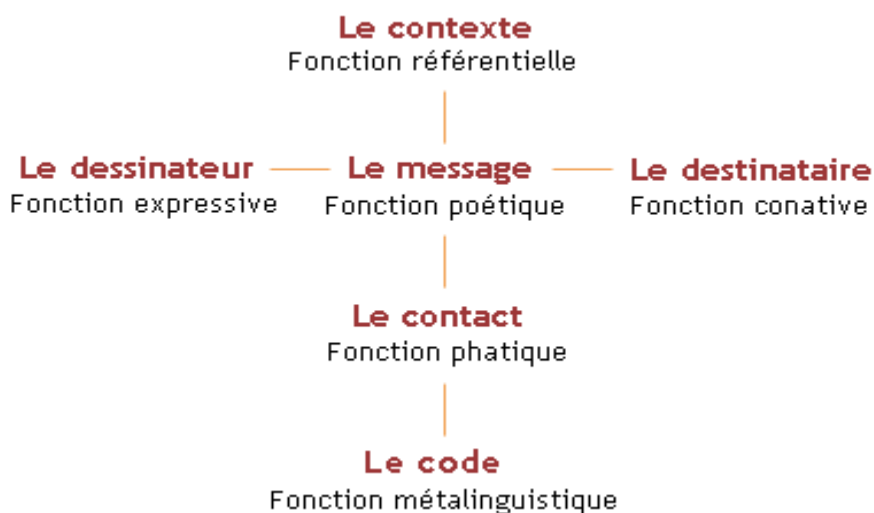 Le contexte
Fonction référentielle
Le dessinateur Le message Le destinataire
Fonction expressive Fonction poétique Fonction conative
Le contact
Fonction phatique
Le code
Fonction métalinguistique